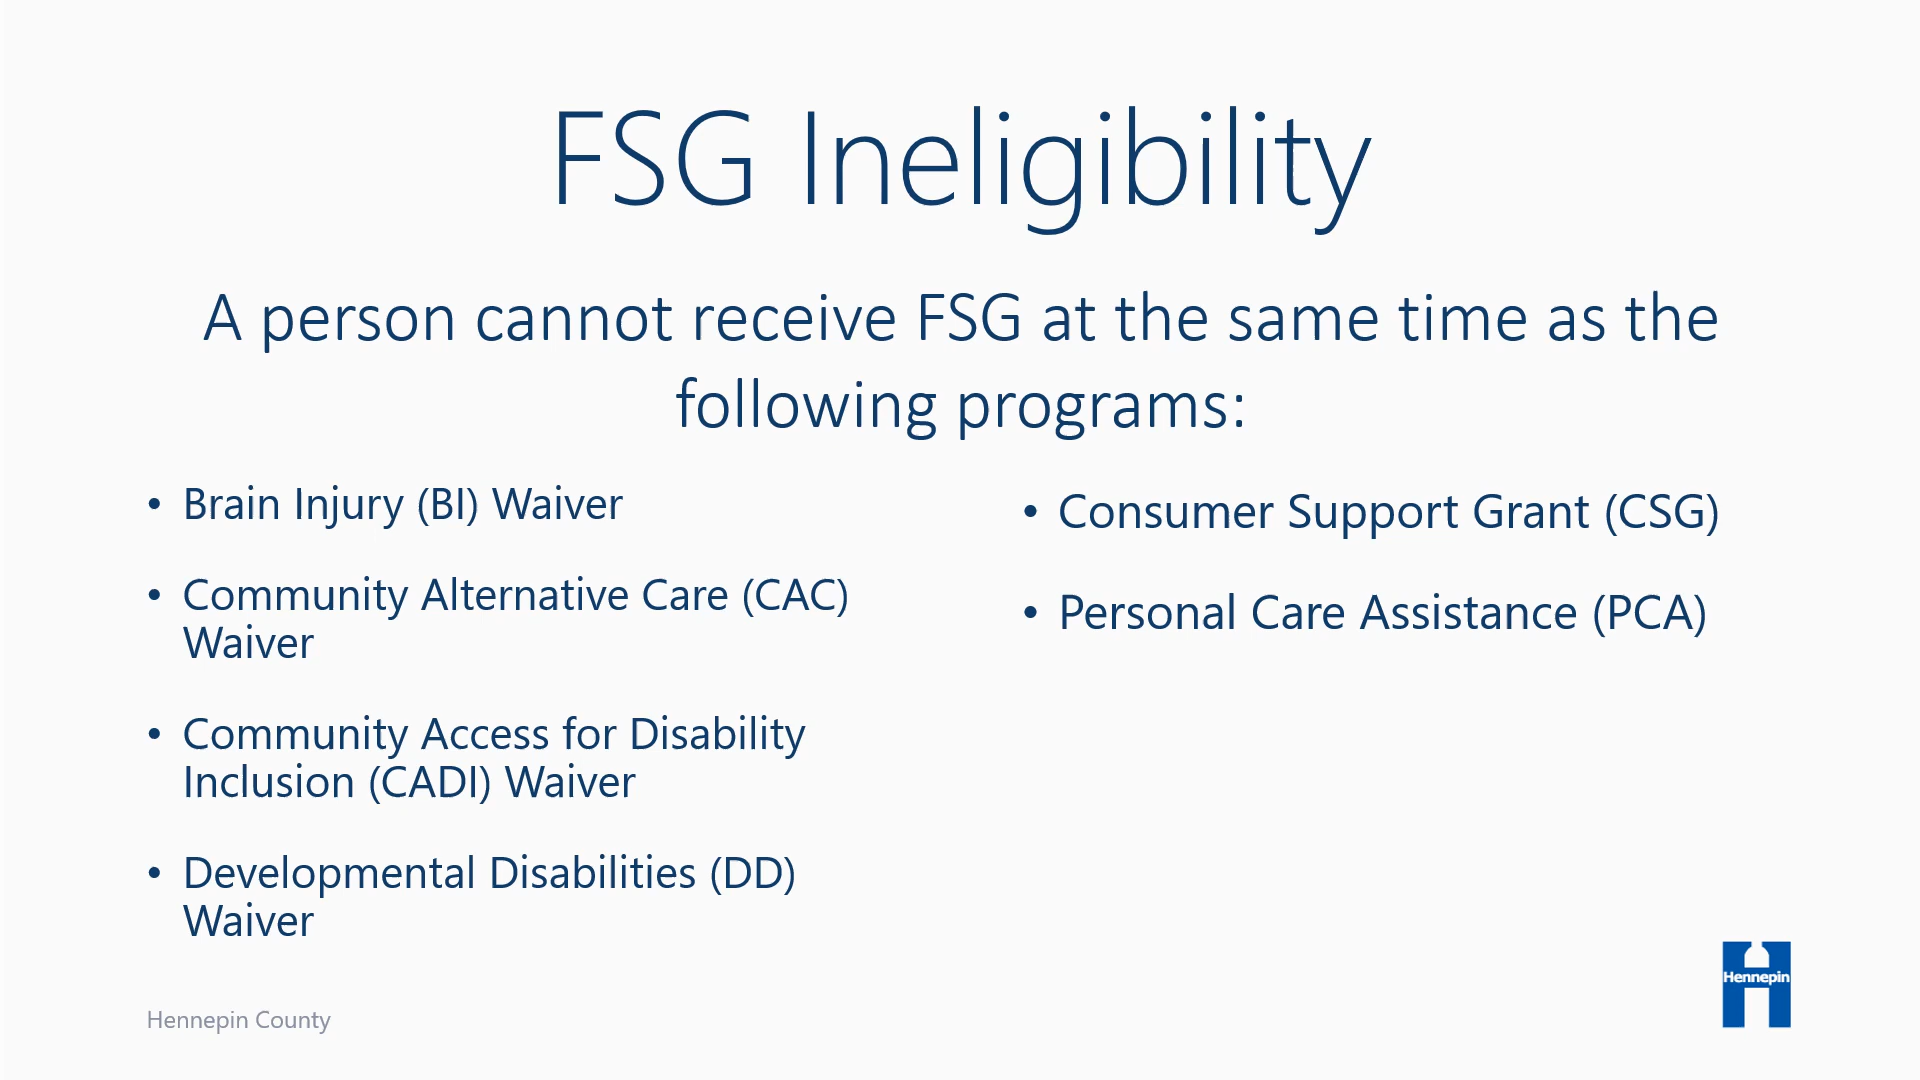 FSG Ineligibility
A person cannot receive FSG at the same time as the
following programs:
• Brain Injury (BI) Waiver
• Community Alternative Care (CAC)
Waiver
• Community Access for Disability
Inclusion (CADI) Waiver
• Developmental Disabilities (DD)
Waiver
• Consumer Support Grant (CSG)
• Personal Care Assistance (PCA)
Hennepin County
Hennepin